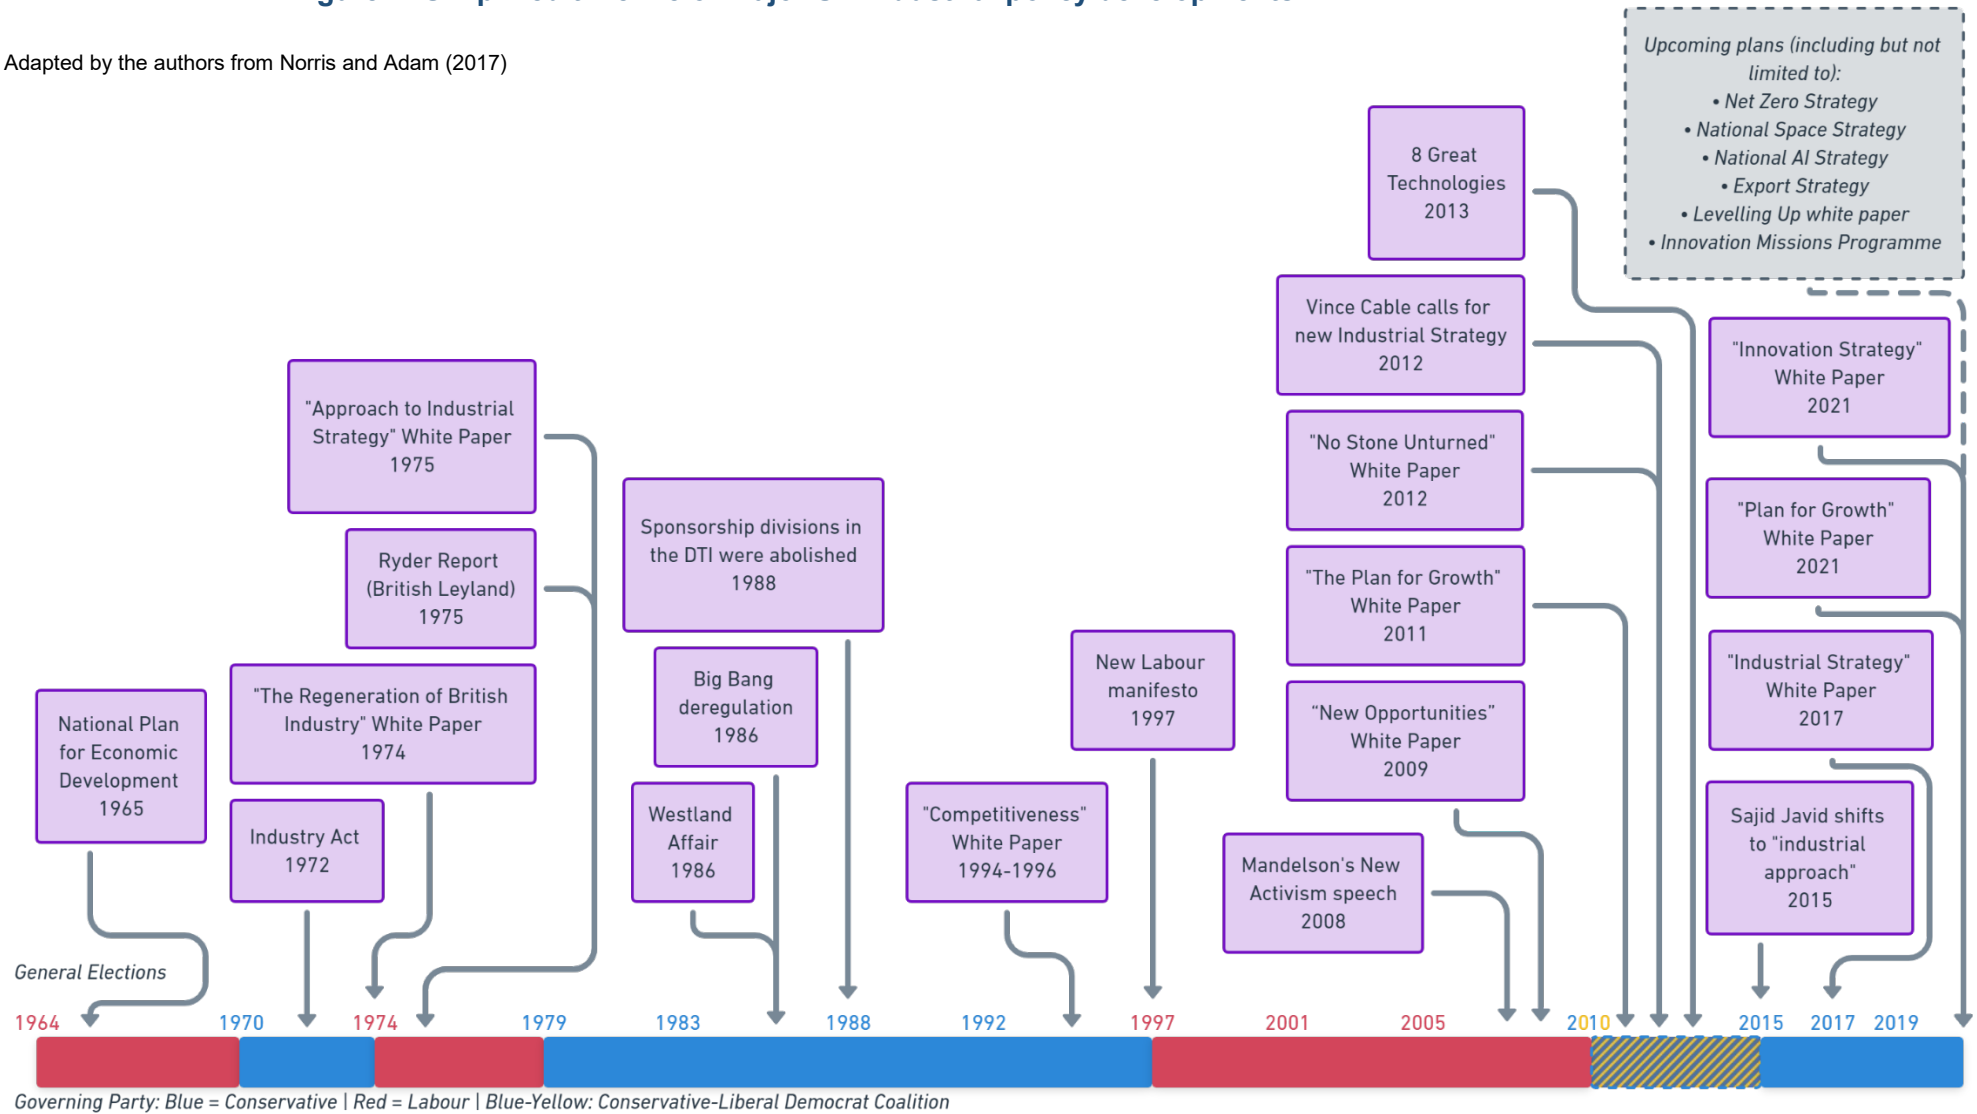 Adapted by the authors from Norris and Adam (2017)
Upcoming plans (including but not
limited to):
• Net Zero Strategy
• National Space Strategy
• National AI Strategy
• Export Strategy
• Levelling Up white paper
• Innovation Missions Programme
8 Great
Technologies
2013
Vince Cable calls for
new Industrial Strategy
2012
"No Stone Unturned"
White Paper
2012
"The Plan for Growth"
White Paper
2011
“New Opportunities”
White Paper
2009
Mandelson's New
Activism speech
2008
"Innovation Strategy"
White Paper
2021
"Plan for Growth"
White Paper
2021
"Industrial Strategy"
White Paper
2017
Sajid Javid shifts
to "industrial
approach"
2015
"Approach to Industrial
Strategy" White Paper
1975
Ryder Report
(British Leyland)
1975
"The Regeneration of British
Industry" White Paper
1974
Industry Act
1972
National Plan
for Economic
Development
1965
Sponsorship divisions in
the DTI were abolished
1988
Big Bang
deregulation
1986
Westland
Affair
1986
"Competitiveness"
White Paper
1994-1996
New Labour
manifesto
1997
General Elections
1964 1970 1974 1979 1983 1988 1992 1997 2001 2005 2010 2015 2017 2019
Governing Party: Blue = Conservative | Red = Labour | Blue-Yellow: Conservative-Liberal Democrat Coalition